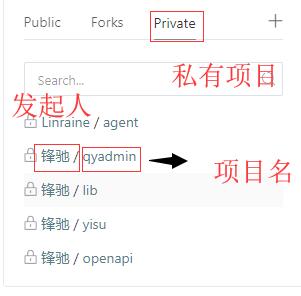 Public Forks Private
Search...
私有项目
发起人
Linraine / agent
锋驰 / qyadmin
项目名
锋驰 / lib
锋驰 / yisu
锋驰 / openapi